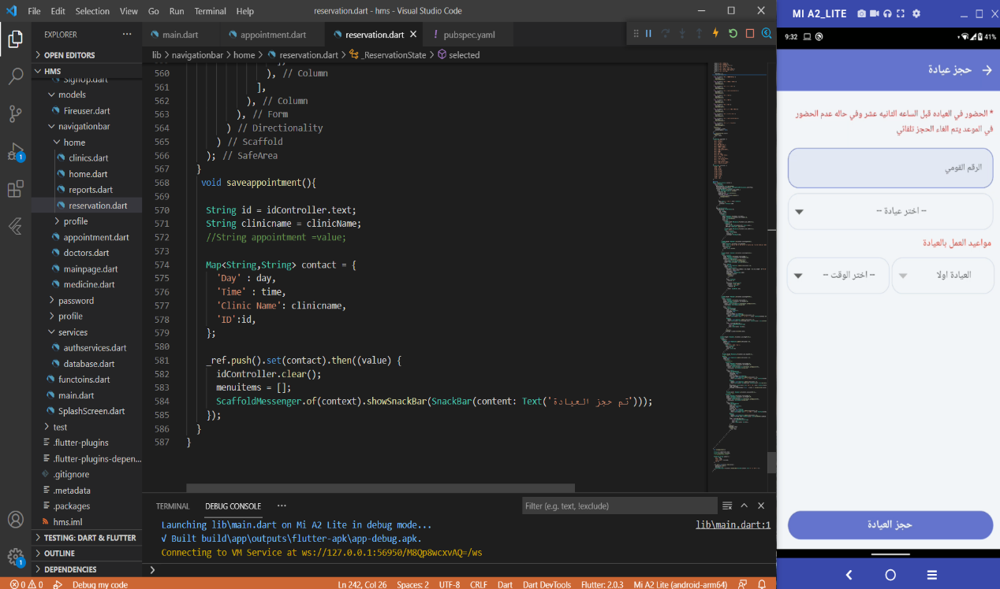 File Edit Selection View Go Run Terminal Help
reservation.dart - hms - Visual Studio Code
EXPLORER
OPEN EDITORS
HMS
SignUp.dart
models
Fireuser.dart
navigationbar
home
clinics.dart
home.dart
reports.dart
reservation.dart
profile
appointment.dart
doctors.dart
mainpage.dart
medicine.dart
password
profile
services
authservices.dart
database.dart
functoins.dart
main.dart
SplashScreen.dart
test
.flutter-plugins
.flutter-plugins-depen...
.gitignore
.metadata
.packages
hms.iml
TESTING: DART & FLUTTER
OUTLINE
DEPENDENCIES
1
1
main.dart appointment.dart reservation.dart ! pubspec.yaml
lib > navigationbar > home > reservation.dart > _ReservationState > selected
560 ), // Column
561 ],
562 ), // Column
563 ), // Form
564 ) // Directionality
565 ) // Scaffold
566 ); // SafeArea
567 }
568 void saveappointment(){
569
570 String id = idController.text;
571 String clinicname = clinicName;
572 //String appointment =value;
573
574 Map<String,String> contact = {
575 'Day' : day,
576 'Time' : time,
577 'Clinic Name': clinicname,
578 'ID':id,
579 };
580
581 _ref.push().set(contact).then((value) {
582 idController.clear();
583 menuitems = [];
584 ScaffoldMessenger.of(context).showSnackBar(SnackBar(content: Text('تم حجز العيادة')));
585 });
586 }
587 }
TERMINAL DEBUG CONSOLE ...
Filter (e.g. text, !exclude)
Launching lib\main.dart on Mi A2 Lite in debug mode...
lib\main.dart:1
√ Built build\app\outputs\flutter-apk\app-debug.apk.
Connecting to VM Service at ws://127.0.0.1:56950/M8Qp8wcxvAQ=/ws
0 0 Debug my code
Ln 242, Col 26 Spaces: 2 UTF-8 CRLF Dart Dart DevTools Flutter: 2.0.3 Mi A2 Lite (android-arm64)
MI A2_LITE
9:32
41%
حجز عيادة
* الحضور في العياده قبل الساعه الثانيه عشر وفي حاله عدم الحضور
في الموعد يتم الغاء الحجز تلقائي
الرقم القومي
-- اختر عيادة --
مواعيد العمل بالعيادة
العيادة اولا
-- اختر الوقت --
حجز العيادة